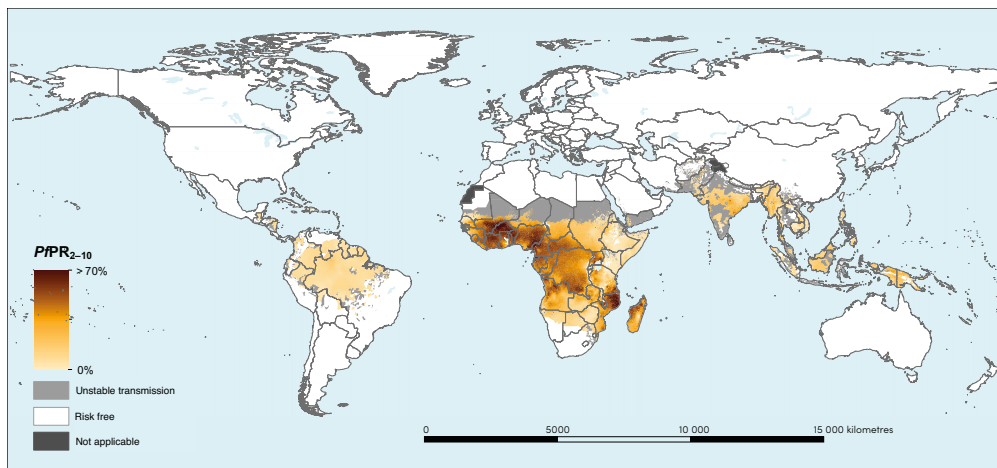 PfPR2–10
> 70%
0%
Unstable transmission
Risk free
Not applicable
0 5000 10 000 15 000 kilometres